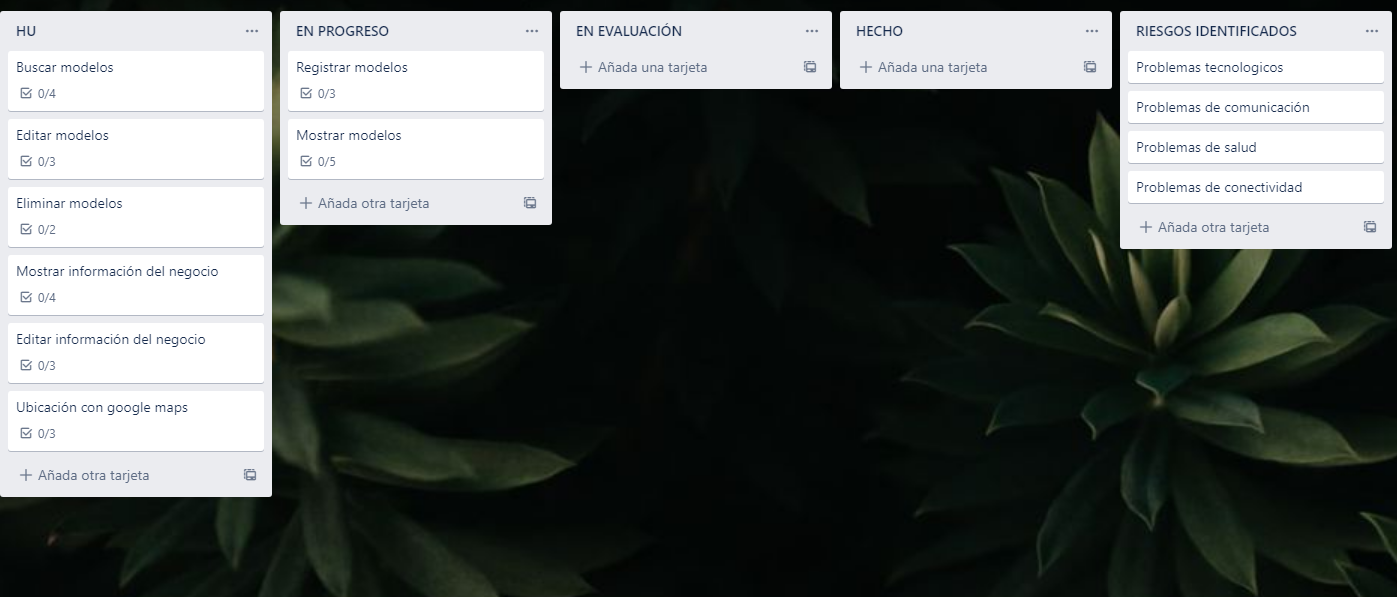 HU
Buscar modelos
0/4
Editar modelos
0/3
Eliminar modelos
0/2
Mostrar información del negocio
0/4
Editar información del negocio
0/3
Ubicación con google maps
0/3
+ Añada otra tarjeta
EN PROGRESO
Registrar modelos
0/3
Mostrar modelos
0/5
+ Añada otra tarjeta
EN EVALUACIÓN
+ Añada una tarjeta
HECHO
+ Añada una tarjeta
RIESGOS IDENTIFICADOS
Problemas tecnologicos
Problemas de comunicación
Problemas de salud
Problemas de conectividad
+ Añada otra tarjeta